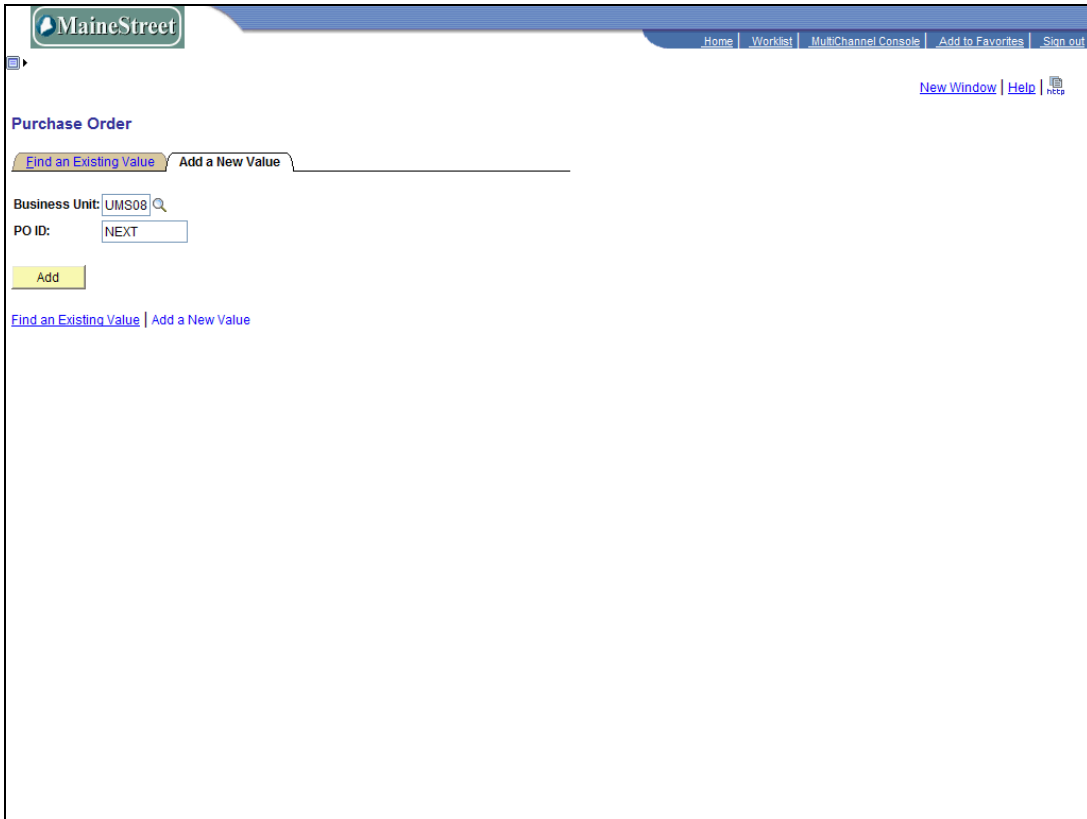 MaineStreet
Home | Worklist | MultiChannel Console | Add to Favorites | Sign out
New Window | Help | http
Purchase Order
Find an Existing Value Add a New Value
Business Unit: UMS08
PO ID: NEXT
Add
Find an Existing Value | Add a New Value